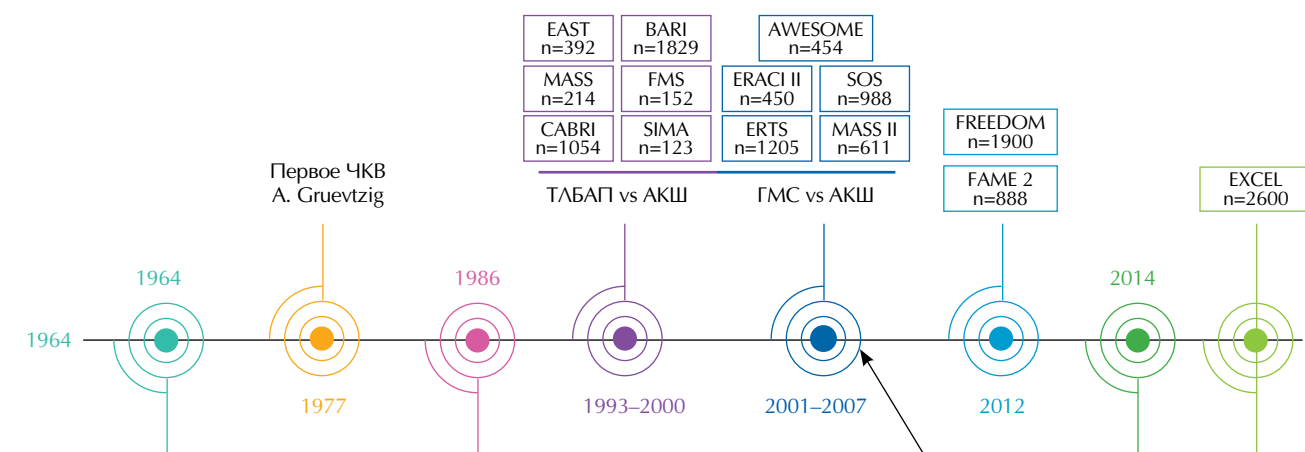 EAST
n=392
BARI
n=1829
AWESOME
n=454
MASS
n=214
FMS
n=152
ERACI II
n=450
SOS
n=988
CABRI
n=1054
SIMA
n=123
ERTS
n=1205
MASS II
n=611
FREEDOM
n=1900
FAME 2
n=888
EXCEL
n=2600
Первое ЧКВ
A. Gruevtzig
ТЛБАП vs АКШ
ГМС vs АКШ
1964
1986
2014
1964
1977
1993–2000
2001–2007
2012